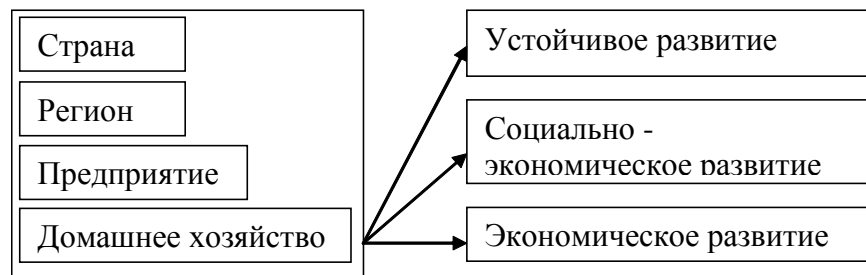 Страна
Регион
Предприятие
Домашнее хозяйство
Устойчивое развитие
Социально -
экономическое развитие
Экономическое развитие